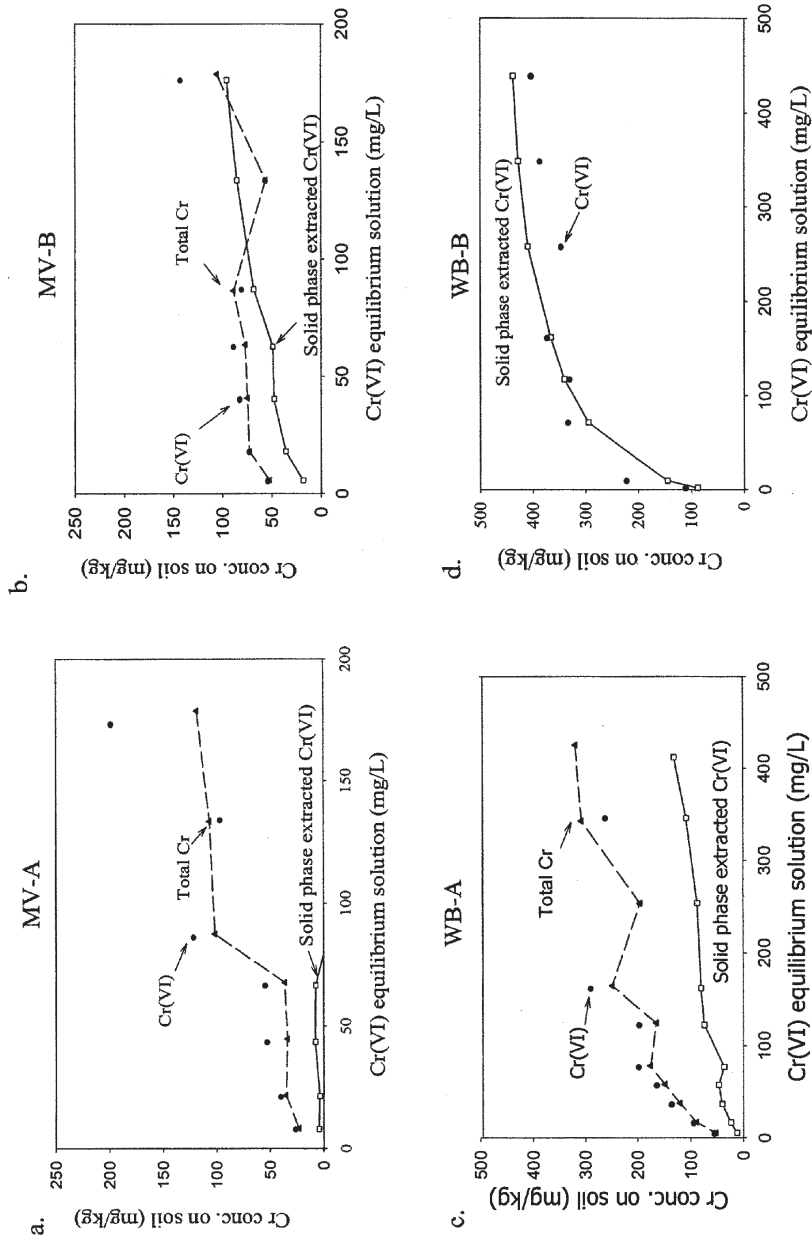 a.
MV-A
Cr conc. on soil (mg/kg)
250
200
150
100
50
0
Cr(VI)
Total Cr
Solid phase extracted Cr(VI)
0
50
100
150
200
Cr(VI) equilibrium solution (mg/L)
b.
MV-B
Cr conc. on soil (mg/kg)
250
200
150
100
50
0
Cr(VI)
Total Cr
Solid phase extracted Cr(VI)
0
50
100
150
200
Cr(VI) equilibrium solution (mg/L)
c.
WB-A
Cr conc. on soil (mg/kg)
500
400
300
200
100
0
Cr(VI)
Total Cr
Solid phase extracted Cr(VI)
0
100
200
300
400
500
Cr(VI) equilibrium solution (mg/L)
d.
WB-B
Cr conc. on soil (mg/kg)
500
400
300
200
100
0
Solid phase extracted Cr(VI)
Cr(VI)
0
100
200
300
400
500
Cr(VI) equilibrium solution (mg/L)